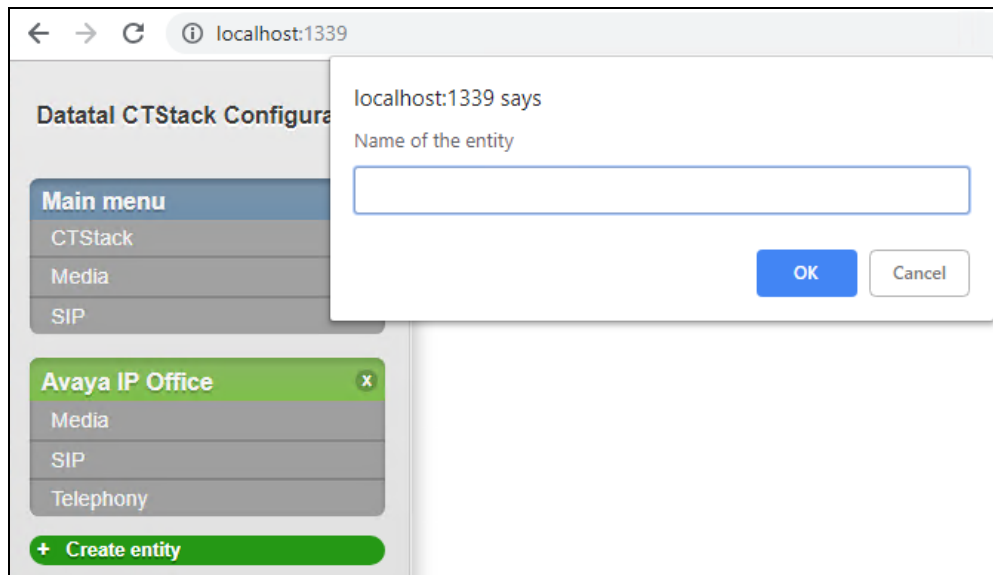 localhost:1339
localhost:1339 says
Name of the entity
OK
Cancel
Datatal CTStack Configura
Main menu
CTStack
Media
SIP
Avaya IP Office
x
Media
SIP
Telephony
+ Create entity